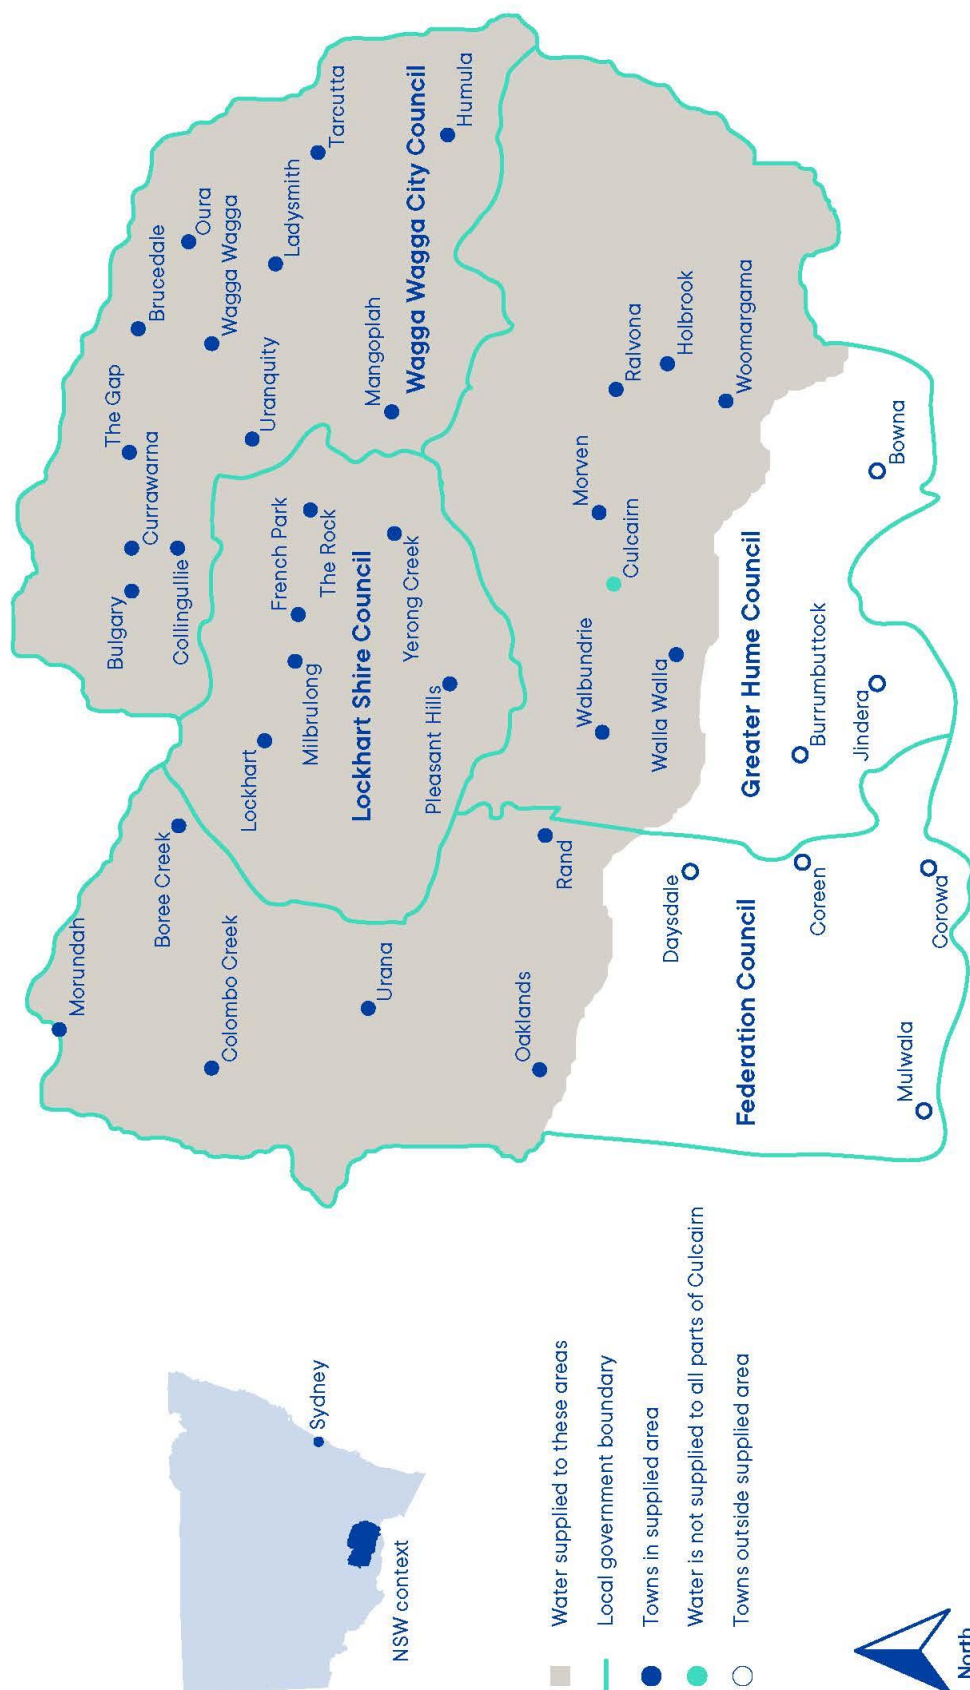 Sydney
NSW context
Water supplied to these areas
Local government boundary
Towns in supplied area
Water is not supplied to all parts of Culcairn
Towns outside supplied area
North
Morundah
Boree Creek
Colombo Creek
Urana
Oaklands
Rand
Daysdale
Federation Council
Coreen
Corowa
Mulwala
Bulgary
Currawarna
The Gap
Brucedale
Collingullie
Oura
Wagga Wagga
Uranquity
Ladysmith
Tarcutta
Mangoplah
Wagga Wagga City Council
Humula
Lockhart
French Park
Milbrulong
The Rock
Lockhart Shire Council
Yerong Creek
Pleasant Hills
Walbundrie
Morven
Culcairn
Ralvona
Holbrook
Walla Walla
Woomargama
Greater Hume Council
Burrumbuttock
Jindera
Bowna